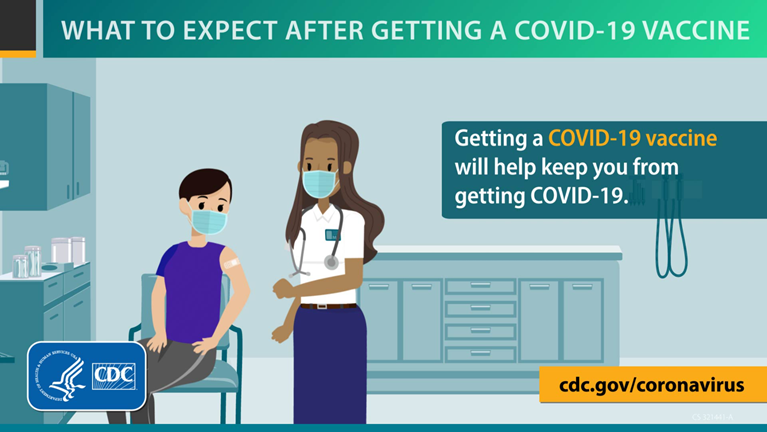 WHAT TO EXPECT AFTER GETTING A COVID-19 VACCINE
Getting a COVID-19 vaccine
will help keep you from
getting COVID-19.
CDC
cdc.gov/coronavirus